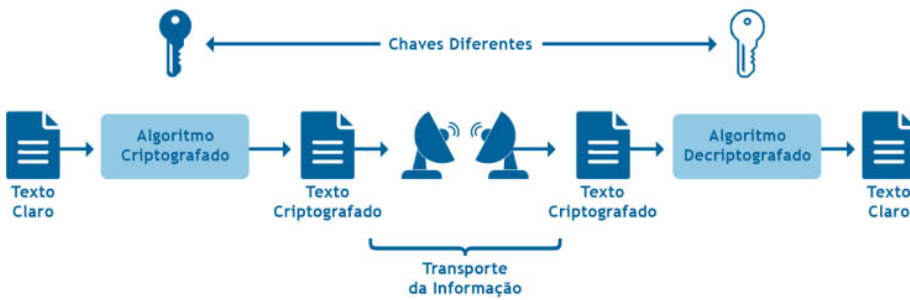 Chaves Diferentes
Algoritmo
Criptografado
Algoritmo
Decriptografado
Texto
Claro
Texto
Criptografado
Texto
Criptografado
Texto
Claro
Transporte
da Informação